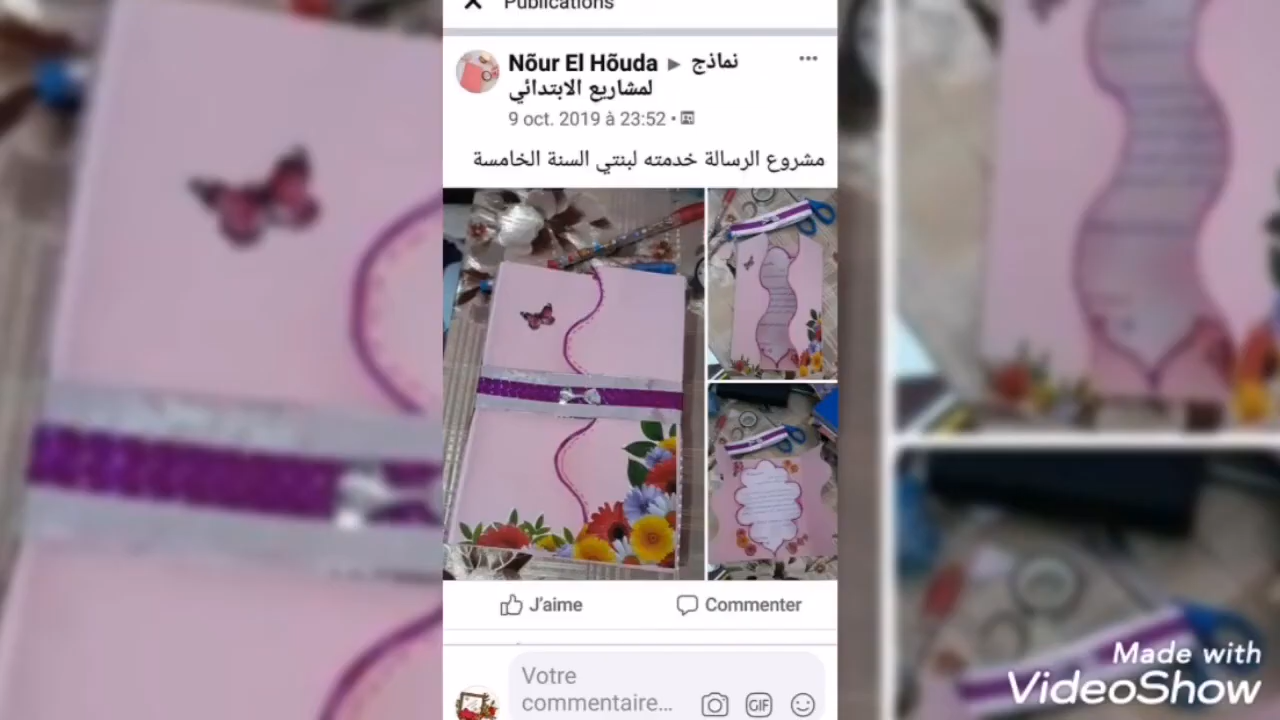 Publications
Nõur El Hõuda ▶ نماذج
لمشاريع الابتدائي
9 oct. 2019 à 23:52 •
مشروع الرسالة خدمته لبنتي السنة الخامسة
J'aime
Commenter
Votre
commentaire...
GIF
Made with
VideoShow